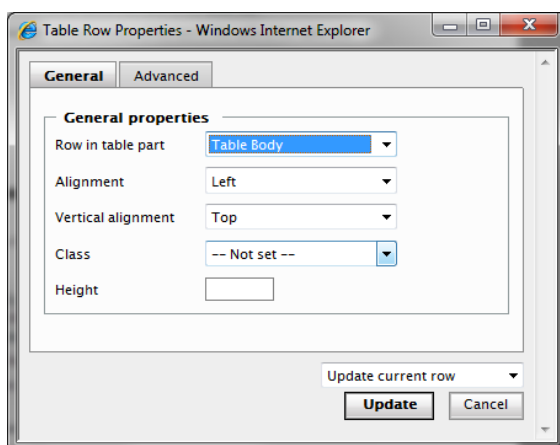 Table Row Properties - Windows Internet Explorer
General
Advanced
General properties
Row in table part
Table Body
Alignment
Left
Vertical alignment
Top
Class
-- Not set --
Height
Update current row
Update
Cancel